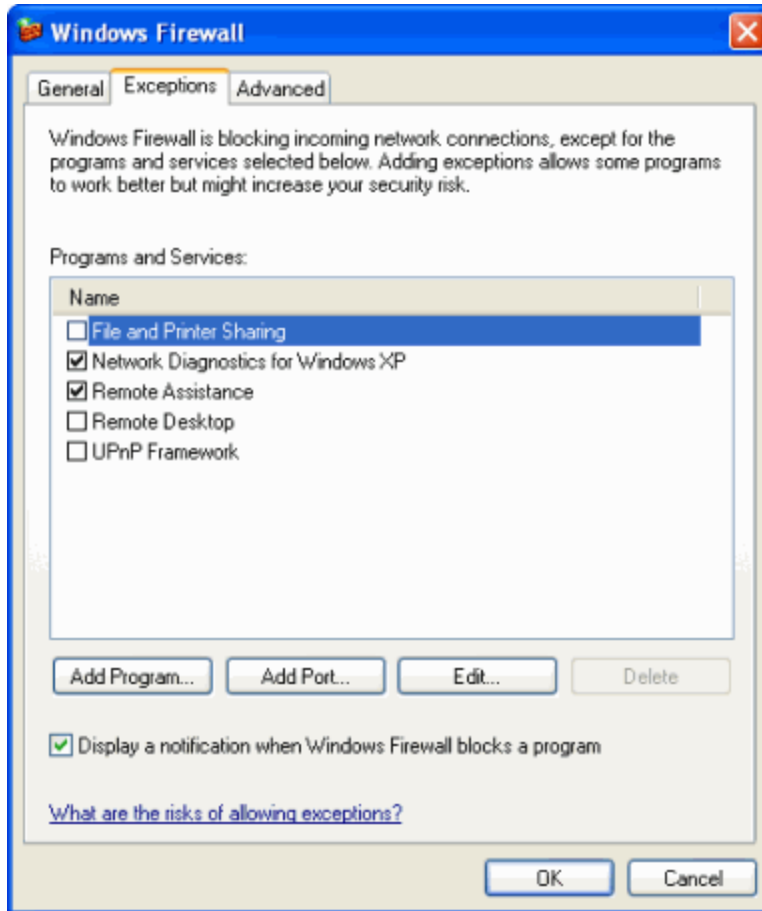 Windows Firewall
General Exceptions Advanced
Windows Firewall is blocking incoming network connections, except for the
programs and services selected below. Adding exceptions allows some programs
to work better but might increase your security risk.
Programs and Services:
Name
File and Printer Sharing
Network Diagnostics for Windows XP
Remote Assistance
Remote Desktop
UPnP Framework
Add Program... Add Port... Edit... Delete
Display a notification when Windows Firewall blocks a program
What are the risks of allowing exceptions?
OK Cancel